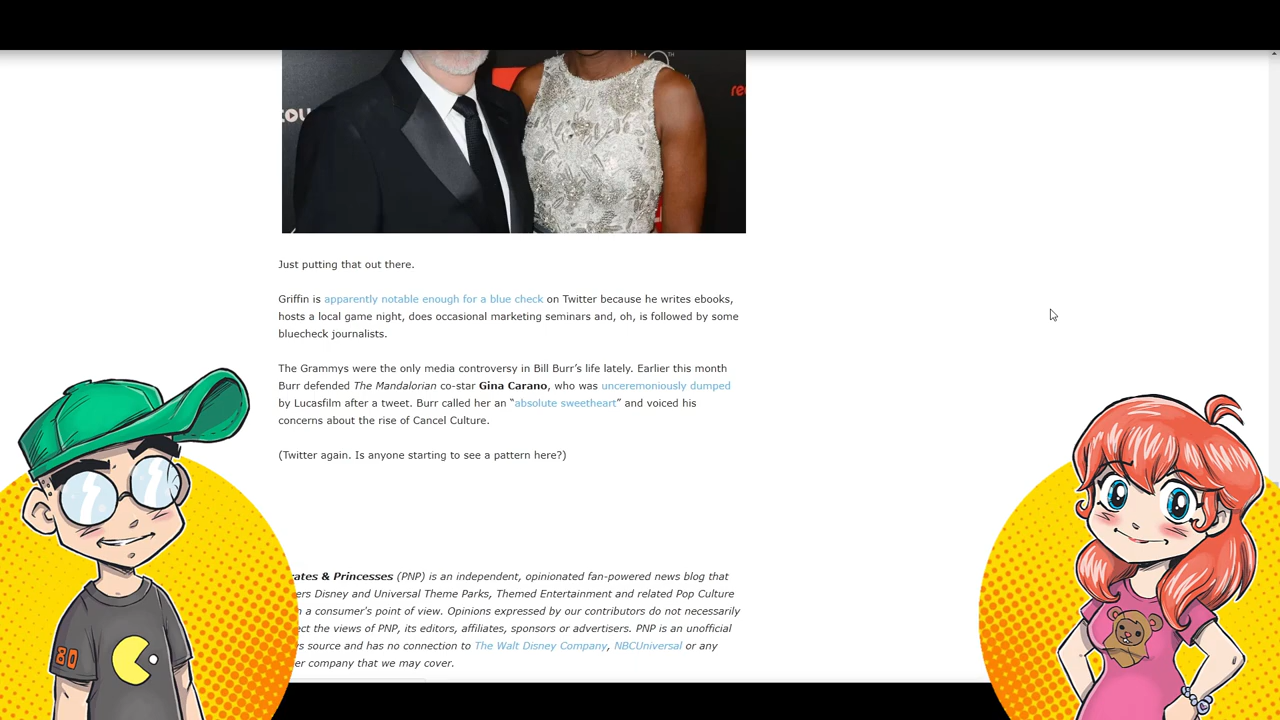 COU
TH
re
Just putting that out there.
Griffin is apparently notable enough for a blue check on Twitter because he writes ebooks,
hosts a local game night, does occasional marketing seminars and, oh, is followed by some
bluecheck journalists.
The Grammys were the only media controversy in Bill Burr’s life lately. Earlier this month
Burr defended The Mandalorian co-star Gina Carano, who was unceremoniously dumped
by Lucasfilm after a tweet. Burr called her an “absolute sweetheart” and voiced his
concerns about the rise of Cancel Culture.
(Twitter again. Is anyone starting to see a pattern here?)
rates & Princesses (PNP) is an independent, opinionated fan-powered news blog that
ers Disney and Universal Theme Parks, Themed Entertainment and related Pop Culture
a consumer's point of view. Opinions expressed by our contributors do not necessarily
ect the views of PNP, its editors, affiliates, sponsors or advertisers. PNP is an unofficial
s source and has no connection to The Walt Disney Company, NBCUniversal or any
er company that we may cover.
80